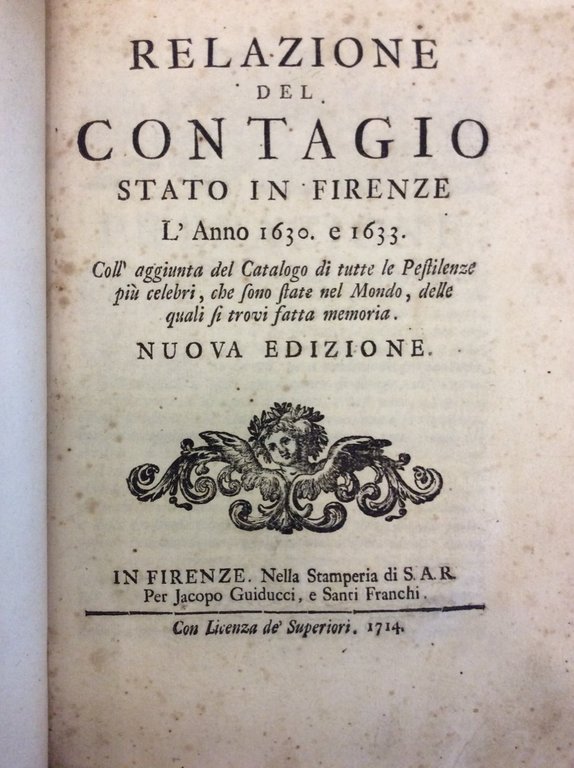 RELAZIONE
DEL
CONTAGIO
STATO IN FIRENZE
L' Anno 1630. e 1633.
Coll' aggiunta del Catalogo di tutte le Peſtilenze
più celebri, che ſono ſtate nel Mondo, delle
quali ſi trovi fatta memoria.
NUOVA EDIZIONE.
IN FIRENZE. Nella Stamperia di S. A. R.
Per Jacopo Guiducci, e Santi Franchi.
Con Licenza de' Superiori. 1714.